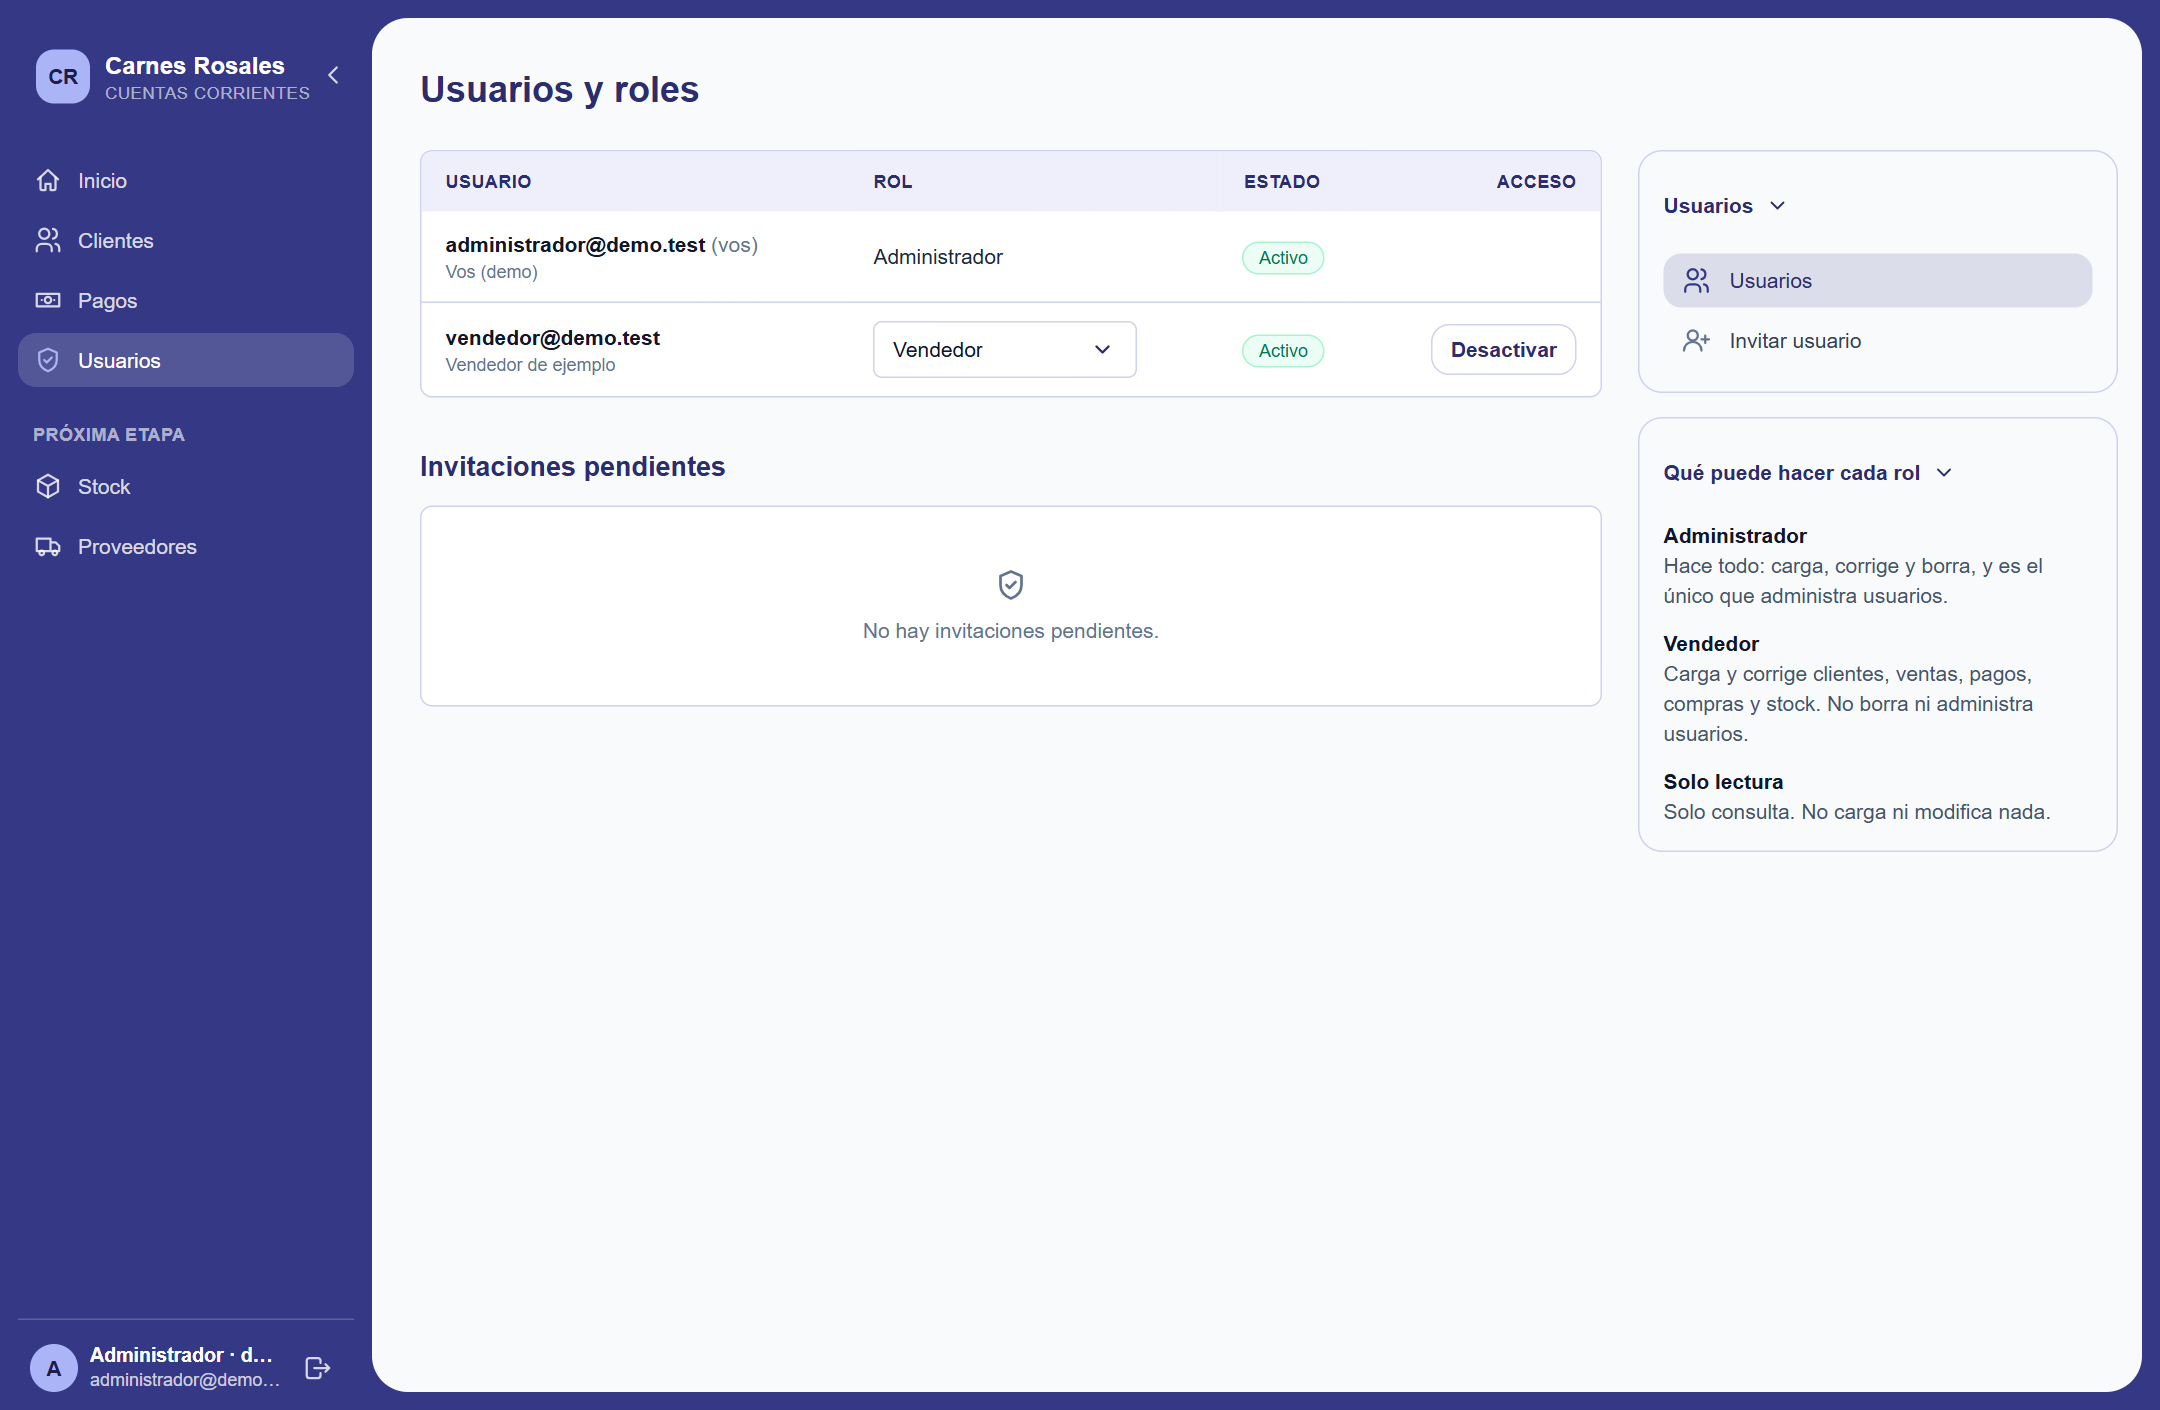 CR
Carnes Rosales
CUENTAS CORRIENTES
Inicio
Clientes
Pagos
Usuarios
PRÓXIMA ETAPA
Stock
Proveedores
A
Administrador · d...
administrador@demo...
Usuarios y roles
USUARIO ROL ESTADO ACCESO
administrador@demo.test (vos)
Vos (demo)
Administrador
Activo
vendedor@demo.test
Vendedor de ejemplo
Vendedor
Activo
Desactivar
Invitaciones pendientes
No hay invitaciones pendientes.
Usuarios
Usuarios
Invitar usuario
Qué puede hacer cada rol
Administrador
Hace todo: carga, corrige y borra, y es el
único que administra usuarios.
Vendedor
Carga y corrige clientes, ventas, pagos,
compras y stock. No borra ni administra
usuarios.
Solo lectura
Solo consulta. No carga ni modifica nada.